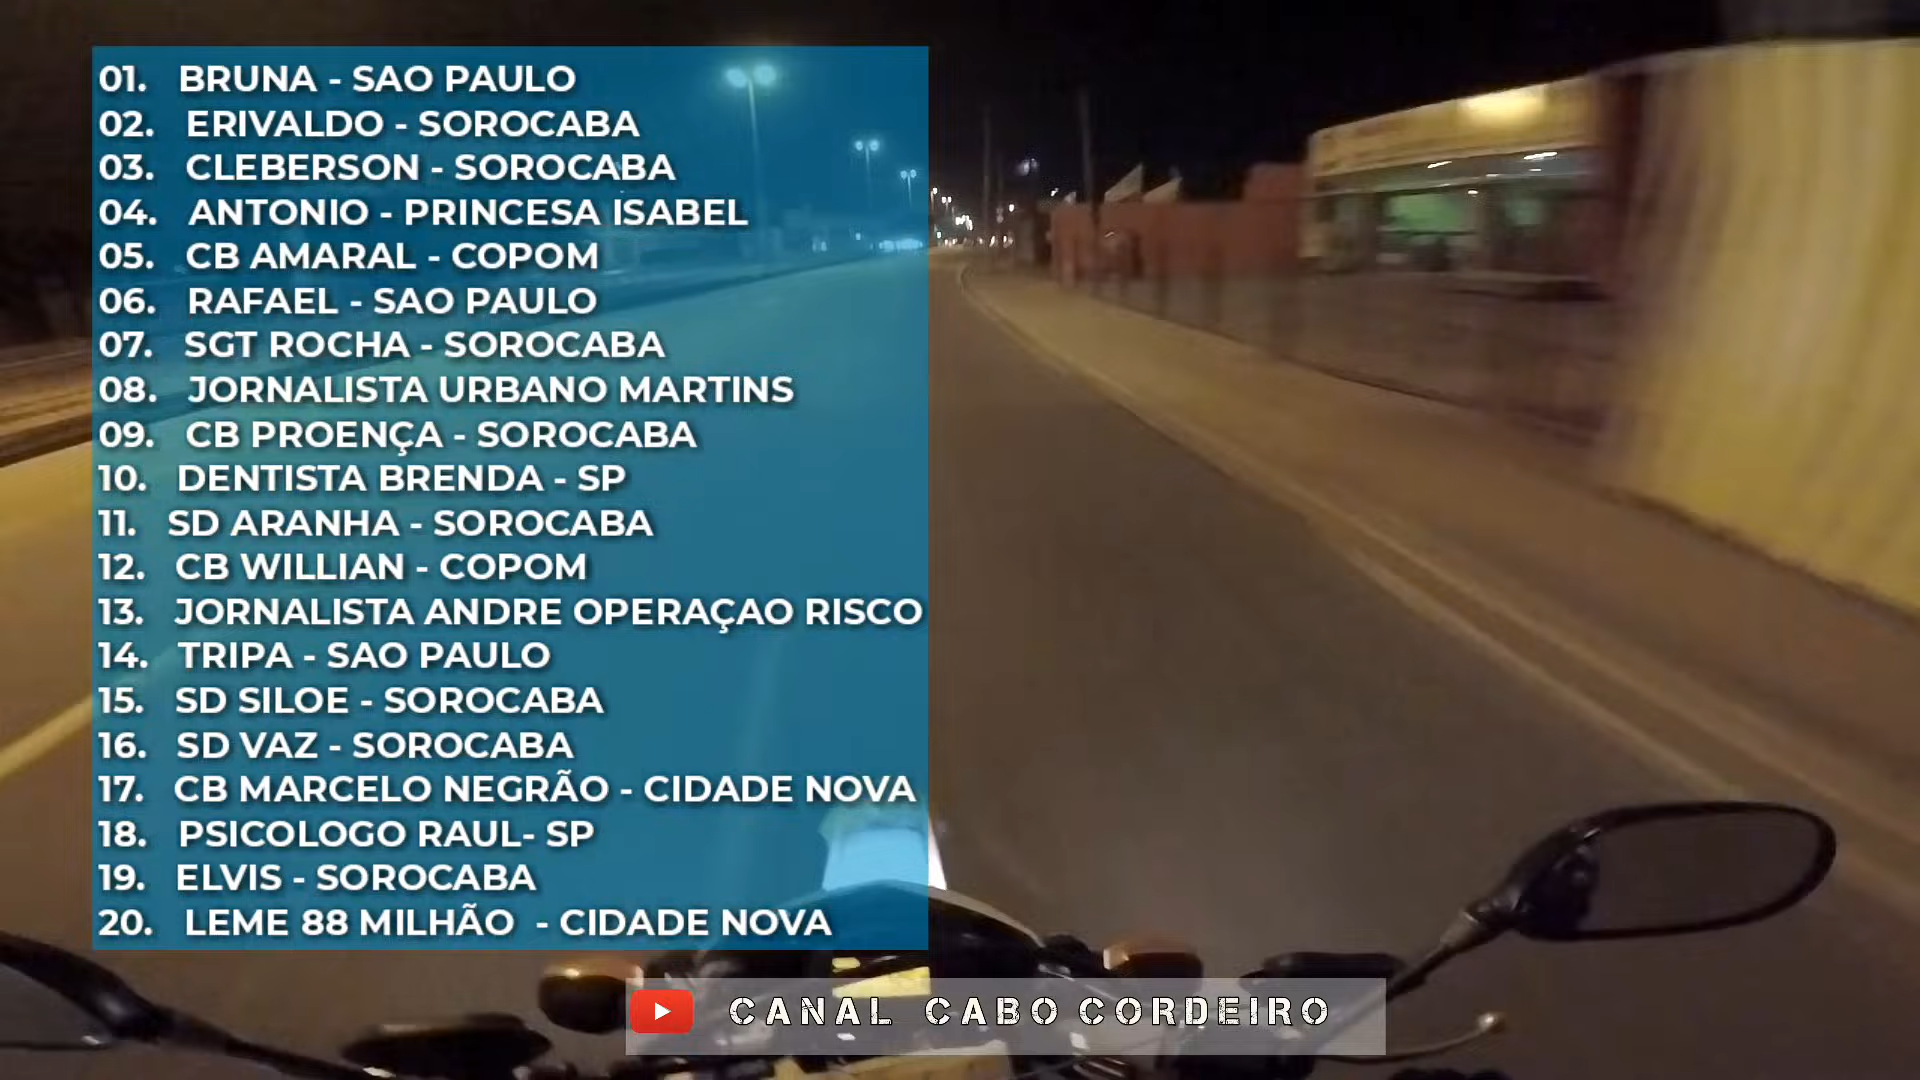 01. BRUNA - SAO PAULO
02. ERIVALDO - SOROCABA
03. CLEBERSON - SOROCABA
04. ANTONIO - PRINCESA ISABEL
05. CB AMARAL - COPOM
06. RAFAEL - SAO PAULO
07. SGT ROCHA - SOROCABA
08. JORNALISTA URBANO MARTINS
09. CB PROENÇA - SOROCABA
10. DENTISTA BRENDA - SP
11. SD ARANHA - SOROCABA
12. CB WILLIAN - COPOM
13. JORNALISTA ANDRE OPERAÇAO RISCO
14. TRIPA - SAO PAULO
15. SD SILOE - SOROCABA
16. SD VAZ - SOROCABA
17. CB MARCELO NEGRÃO - CIDADE NOVA
18. PSICOLOGO RAUL- SP
19. ELVIS - SOROCABA
20. LEME 88 MILHÃO - CIDADE NOVA
CANAL CABO CORDEIRO